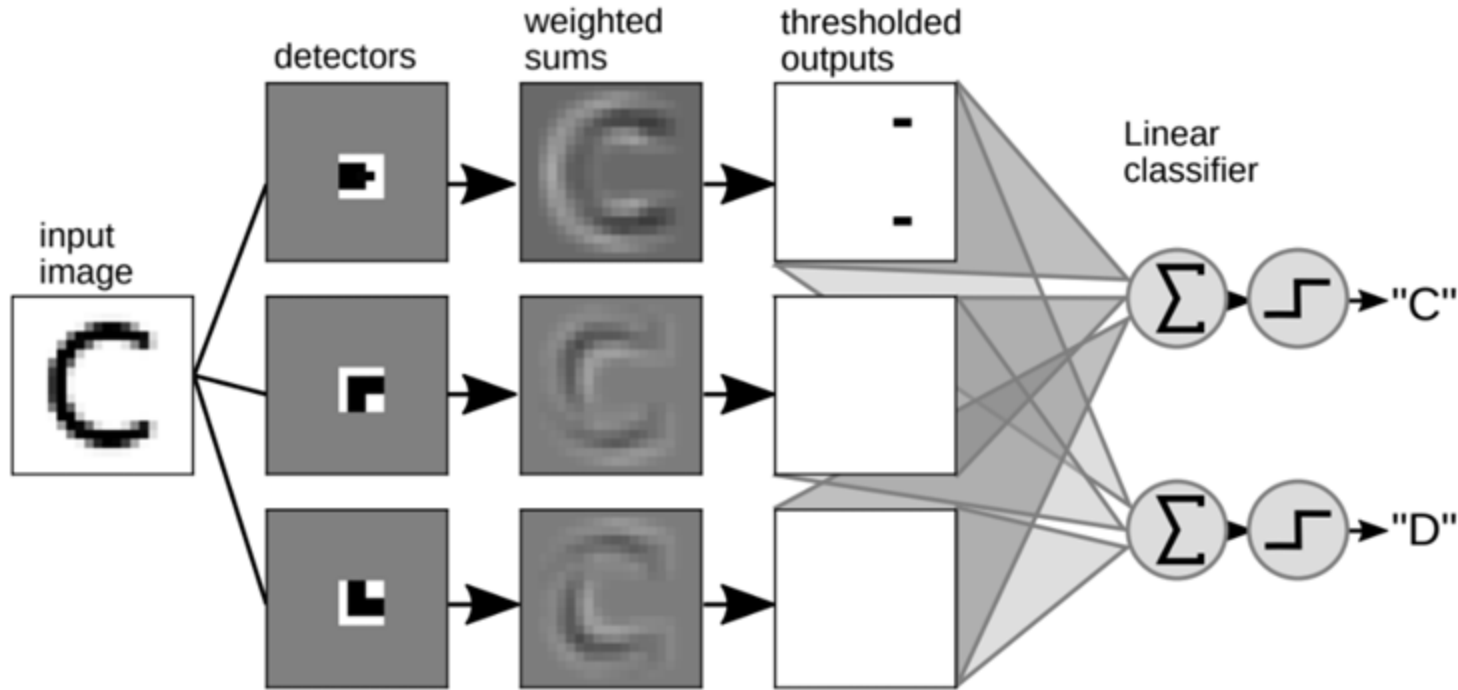 detectors
weighted
sums
thresholded
outputs
Linear
classifier
input
image
C
Σ
"C"
Σ
"D"